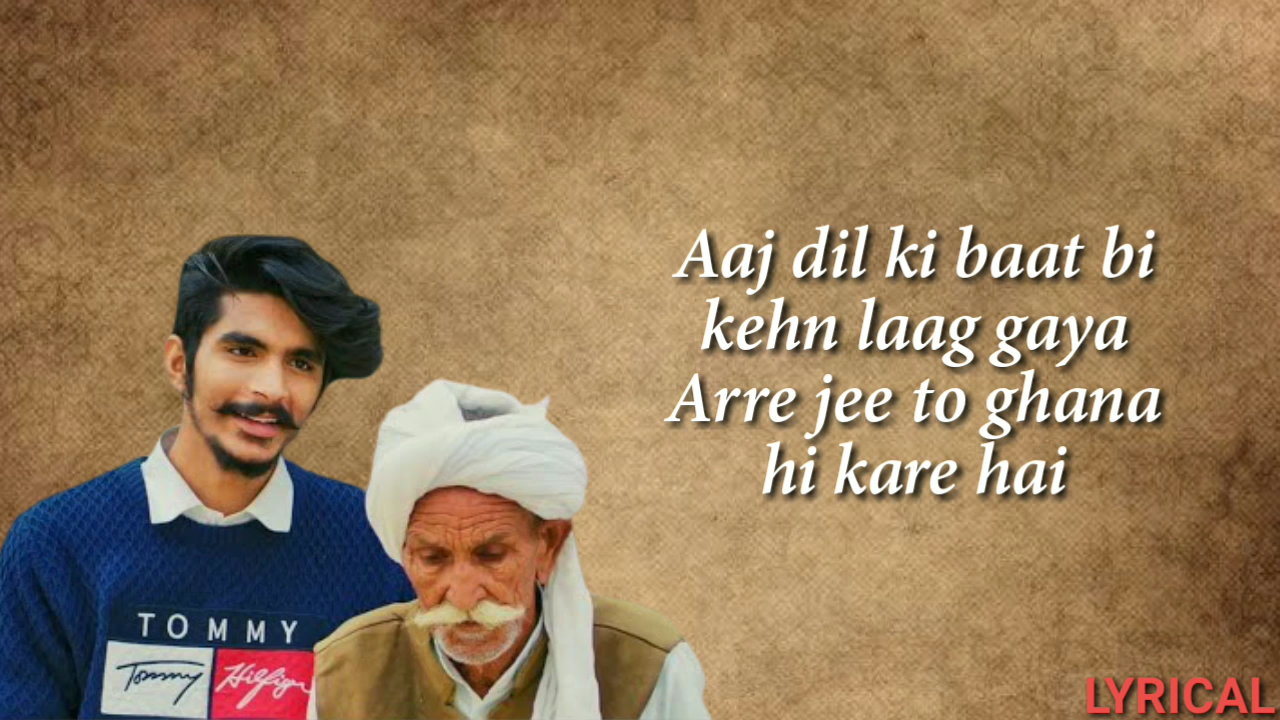 Aaj dil ki baat bi
kehn laag gaya
Arre jee to ghana
hi kare hai
TOMMY
Tommy Hilfiger
LYRICAL